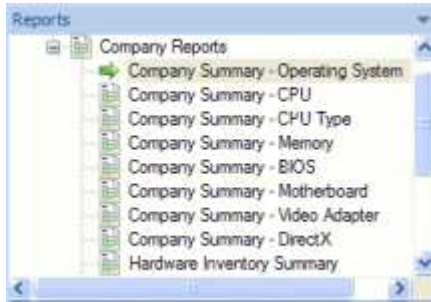 Reports
Company Reports
Company Summary - Operating System
Company Summary - CPU
Company Summary - CPU Type
Company Summary - Memory
Company Summary - BIOS
Company Summary - Motherboard
Company Summary - Video Adapter
Company Summary - DirectX
Hardware Inventory Summary